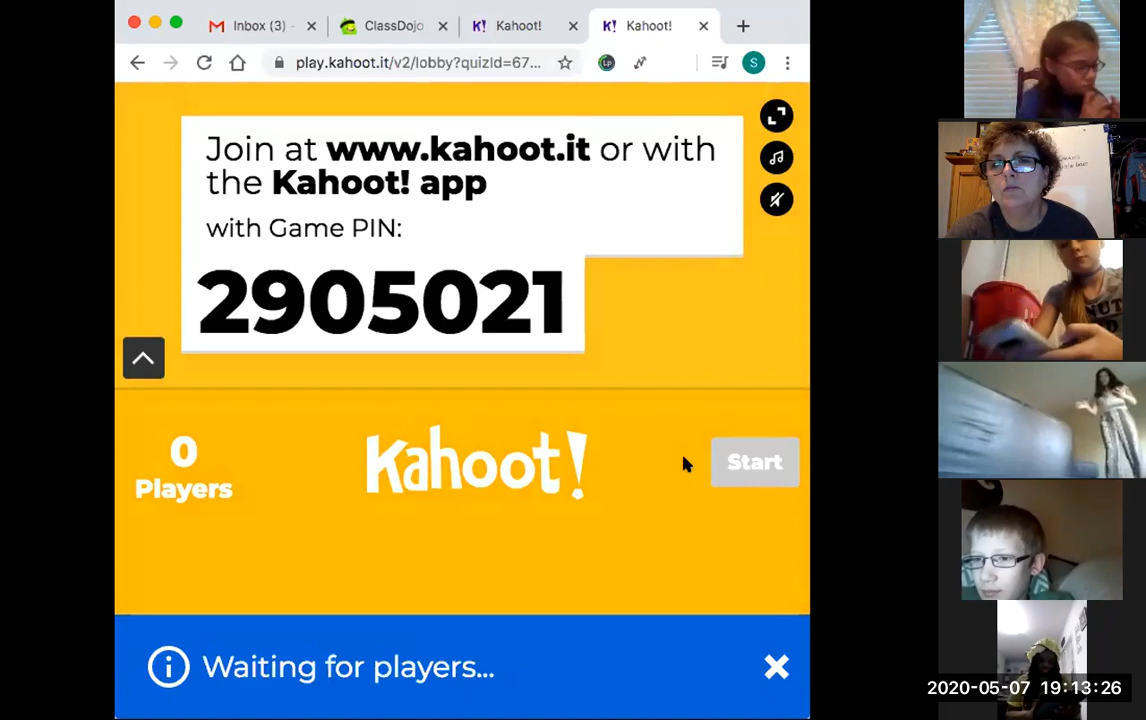 Inbox (3) -
ClassDojo
K! Kahoot!
K! Kahoot!
play.kahoot.it/v2/lobby?quizId=67...
Lp
S
Join at www.kahoot.it or with
the Kahoot! app
with Game PIN:
2905021
0
Players
Kahoot!
Start
Waiting for players...
2020-05-07 19:13:26